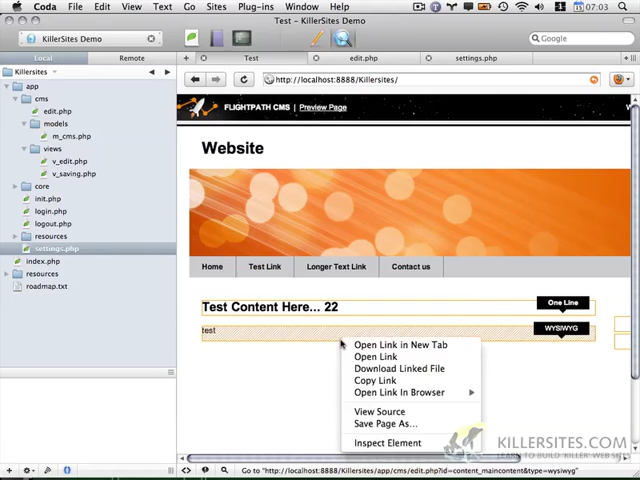 Coda File Edit View Text Sites Plug-ins Window Help 07:03
Test - KillerSites Demo
KillerSites Demo
Google
Local Remote
Test
edit.php
settings.php
Killersites
http://localhost:8888/Killersites/
app
cms
edit.php
models
m_cms.php
views
v_edit.php
v_saving.php
core
init.php
login.php
logout.php
resources
settings.php
index.php
resources
roadmap.txt
FLIGHTPATH CMS | Preview Page
Website
Home Test Link Longer Text Link Contact us
Test Content Here... 22
One Line
test
WYSIWYG
Open Link in New Tab
Open Link
Download Linked File
Copy Link
Open Link In Browser
View Source
Save Page As...
Inspect Element
KILLERSITES.COM
LEARN TO BUILD 'KILLER' WEB SITES
Go to "http://localhost:8888/Killersites/app/cms/edit.php?id=content_maincontent&type=wysiwyg"